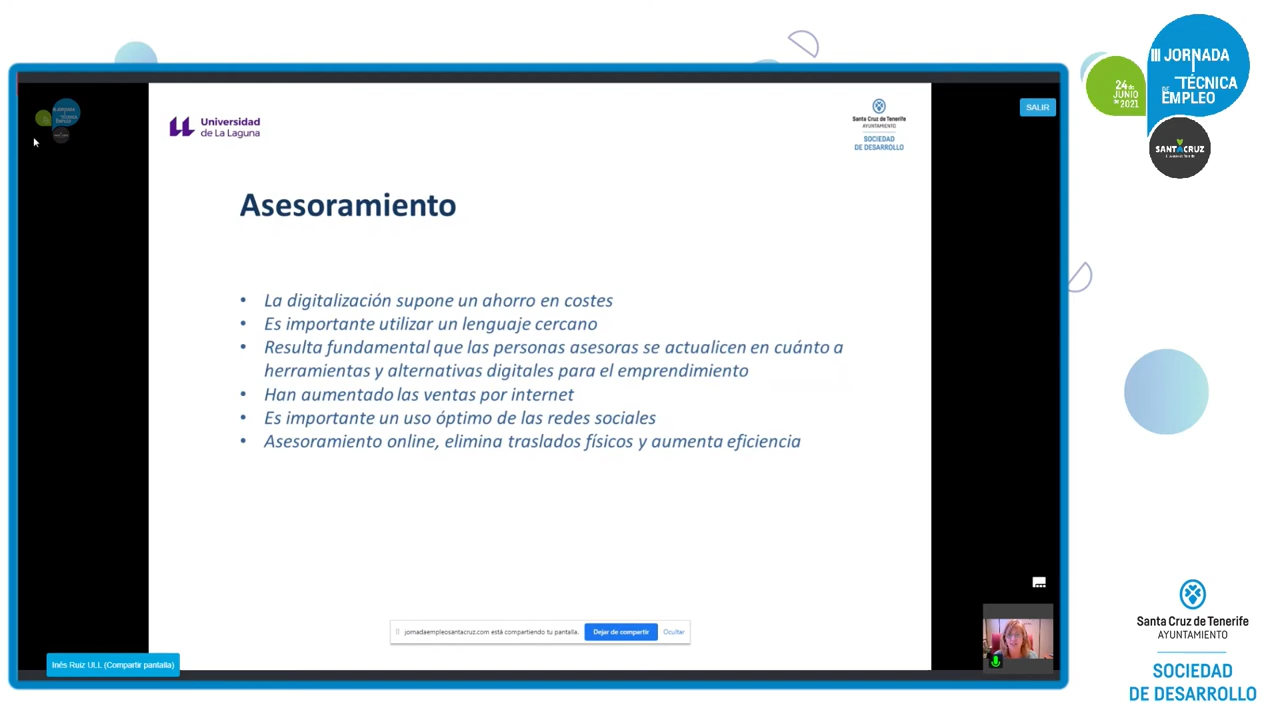 III JORNADA
TÉCNICA
DE EMPLEO
24 de
JUNIO
de 2021
SANTACRUZ
SALIR
Universidad
de La Laguna
Santa Cruz de Tenerife
AYUNTAMIENTO
SOCIEDAD
DE DESARROLLO
Asesoramiento
• La digitalización supone un ahorro en costes
• Es importante utilizar un lenguaje cercano
• Resulta fundamental que las personas asesoras se actualicen en cuánto a
herramientas y alternativas digitales para el emprendimiento
• Han aumentado las ventas por internet
• Es importante un uso óptimo de las redes sociales
• Asesoramiento online, elimina traslados físicos y aumenta eficiencia
jornadaempleosantacruz.com está compartiendo tu pantalla.
Dejar de compartir
Ocultar
Inés Ruiz ULL (Compartir pantalla)
Santa Cruz de Tenerife
AYUNTAMIENTO
SOCIEDAD
DE DESARROLLO